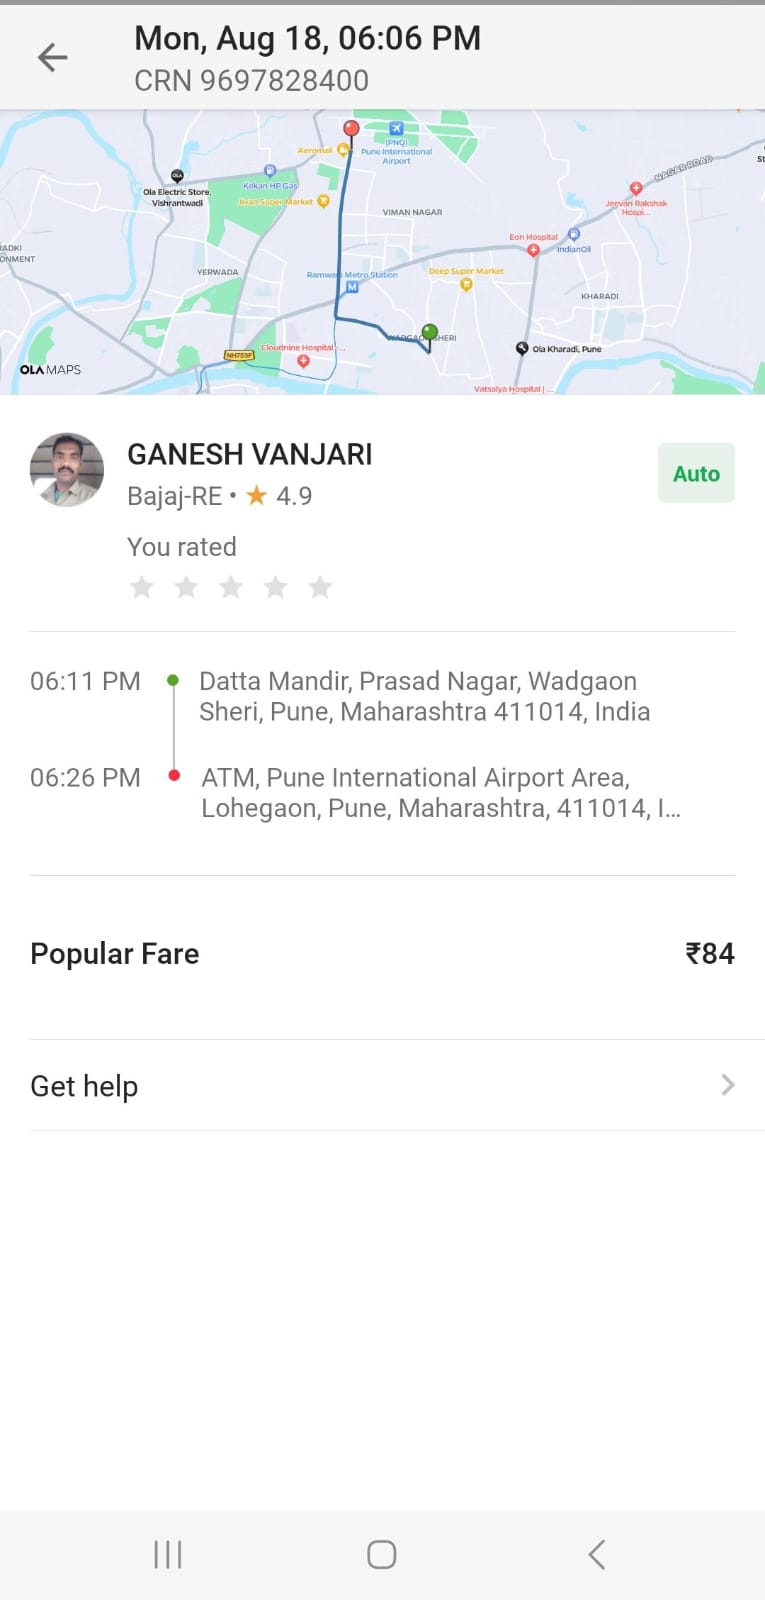 Mon, Aug 18, 06:06 PM
CRN 9697828400
Aeromall
(PNQ)
Pune International
Airport
OLA
Ola Electric Store,
Vishrantwadi
Kokan HP Gas
Jivan Super Market
VIMAN NAGAR
NAGAR ROAD
St
Jeevan Rakshak
Hospi...
Eon Hospital
IndianOil
ADKI
ONMENT
YERWADA
Ramwadi Metro Station
M
Deep Super Market
KHARADI
SHERI
Cloudnine Hospital-...
NH753F
Ola Kharadi, Pune
OLA MAPS
Vatsalya Hospital | ...
GANESH VANJARI
Auto
Bajaj-RE • ★ 4.9
You rated
06:11 PM
Datta Mandir, Prasad Nagar, Wadgaon
Sheri, Pune, Maharashtra 411014, India
06:26 PM
ATM, Pune International Airport Area,
Lohegaon, Pune, Maharashtra, 411014, I...
Popular Fare
₹84
Get help